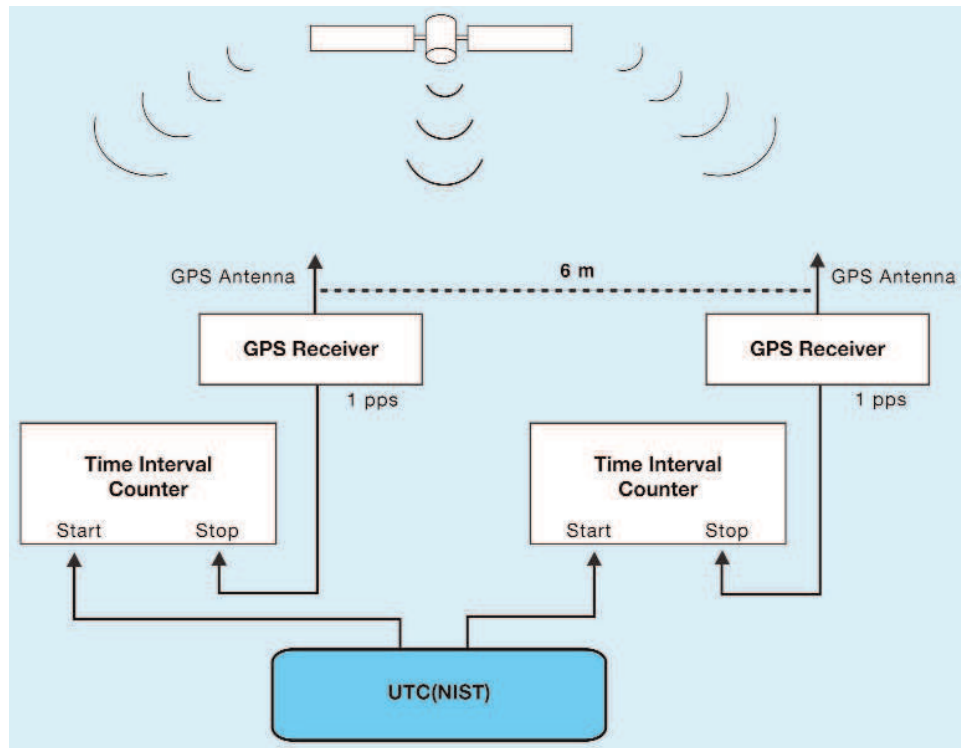 6 m
GPS Antenna
GPS Antenna
GPS Receiver
GPS Receiver
1 pps
1 pps
Time Interval
Counter
Start Stop
Time Interval
Counter
Start Stop
UTC(NIST)